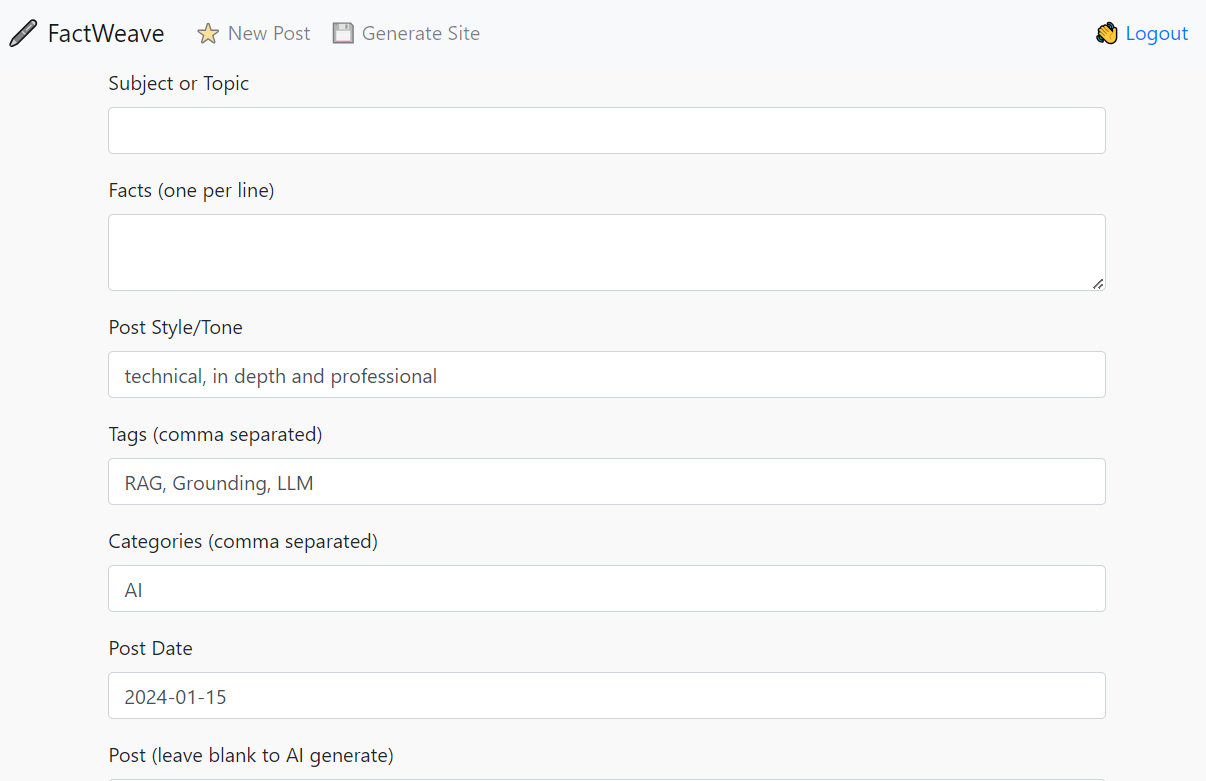 FactWeave New Post Generate Site Logout
Subject or Topic
Facts (one per line)
Post Style/Tone
technical, in depth and professional
Tags (comma separated)
RAG, Grounding, LLM
Categories (comma separated)
AI
Post Date
2024-01-15
Post (leave blank to AI generate)